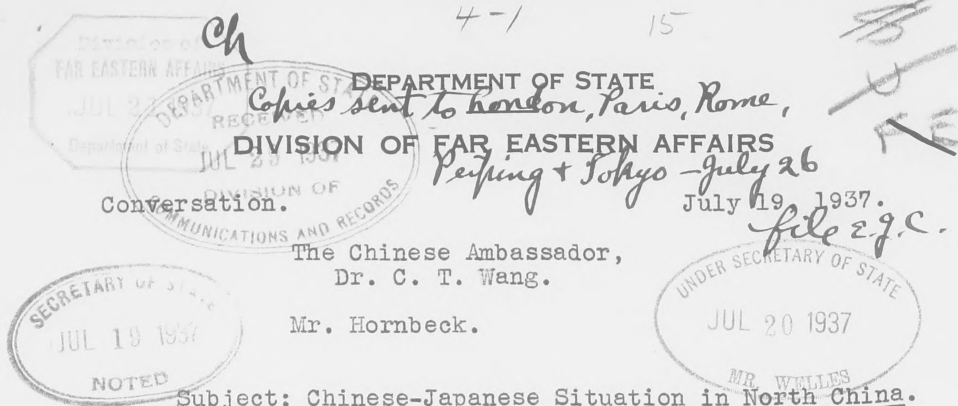 4-1 15
Ch
Division of
FAR EASTERN AFFAIRS
JUL 2 1937
Department of State
DEPARTMENT OF STATE
RECEIVED
JUL 23 1937
DIVISION OF
COMMUNICATIONS AND RECORDS
DEPARTMENT OF STATE
Copies sent to London, Paris, Rome,
DIVISION OF FAR EASTERN AFFAIRS
Peiping + Tokyo - July 26
Conversation. July 19, 1937.
file E.G.C.
The Chinese Ambassador,
Dr. C. T. Wang.
Mr. Hornbeck.
SECRETARY OF STATE
JUL 19 1937
NOTED
UNDER SECRETARY OF STATE
JUL 20 1937
MR. WELLES
Subject: Chinese-Japanese Situation in North China.